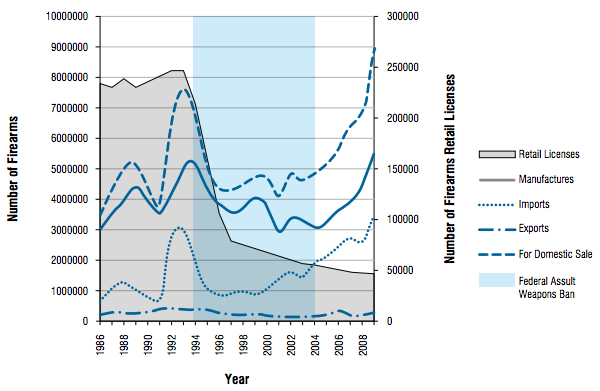 10000000 300000
9000000
8000000 250000
7000000
200000
6000000
5000000 150000
4000000
100000
3000000
2000000
50000
1000000
0 0
Number of Firearms
Number of Firearms Retail Licenses
1986 1988 1990 1992 1994 1996 1998 2000 2002 2004 2006 2008
Year
Retail Licenses
Manufactures
Imports
Exports
For Domestic Sale
Federal Assult
Weapons Ban